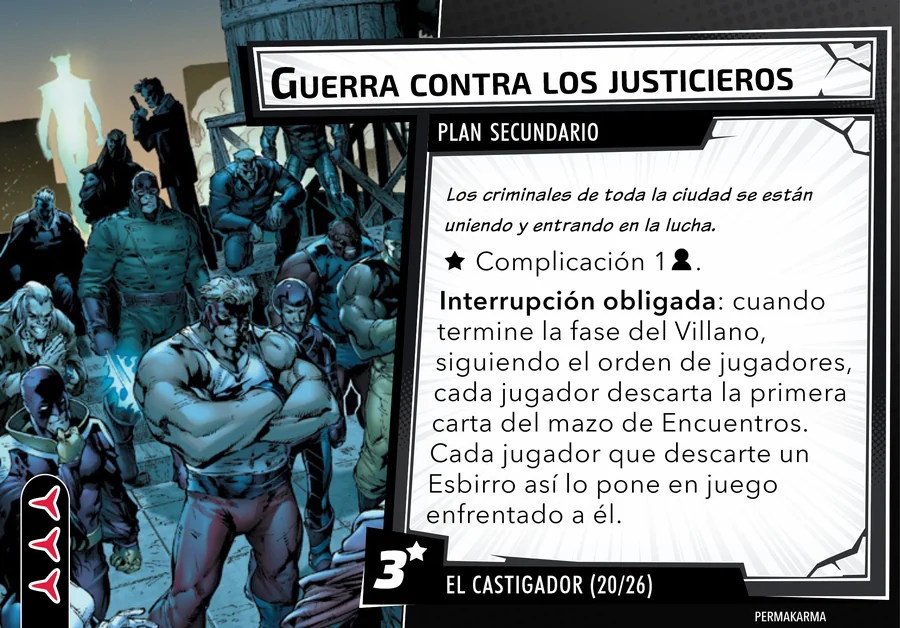 GUERRA CONTRA LOS JUSTICIEROS
PLAN SECUNDARIO
Los criminales de toda la ciudad se están
uniendo y entrando en la lucha.
★ Complicación 1👤.
Interrupción obligada: cuando
termine la fase del Villano,
siguiendo el orden de jugadores,
cada jugador descarta la primera
carta del mazo de Encuentros.
Cada jugador que descarte un
Esbirro así lo pone en juego
enfrentado a él.
3★
EL CASTIGADOR (20/26)
PERMAKARMA